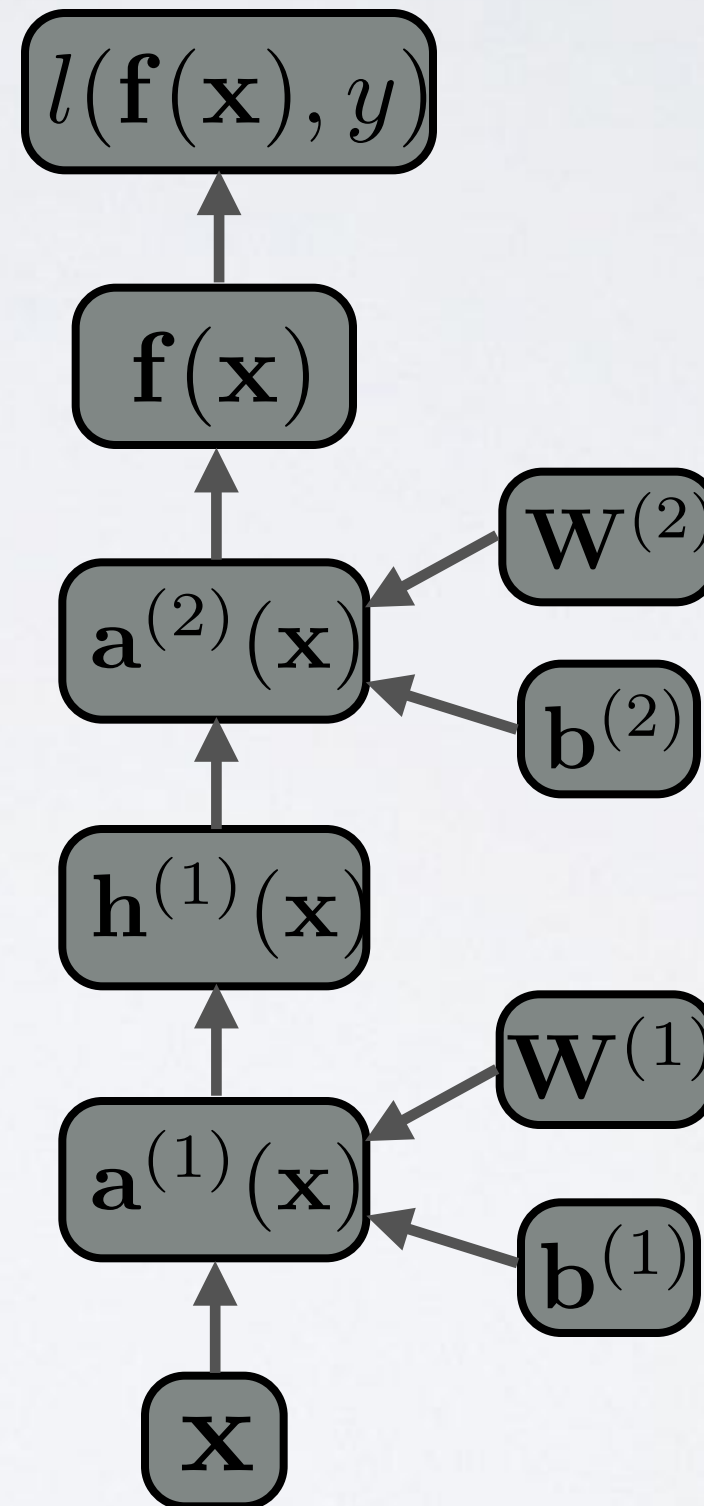 l(f(x), y)
f(x)
W^(2)
a^(2)(x)
b^(2)
h^(1)(x)
W^(1)
a^(1)(x)
b^(1)
x